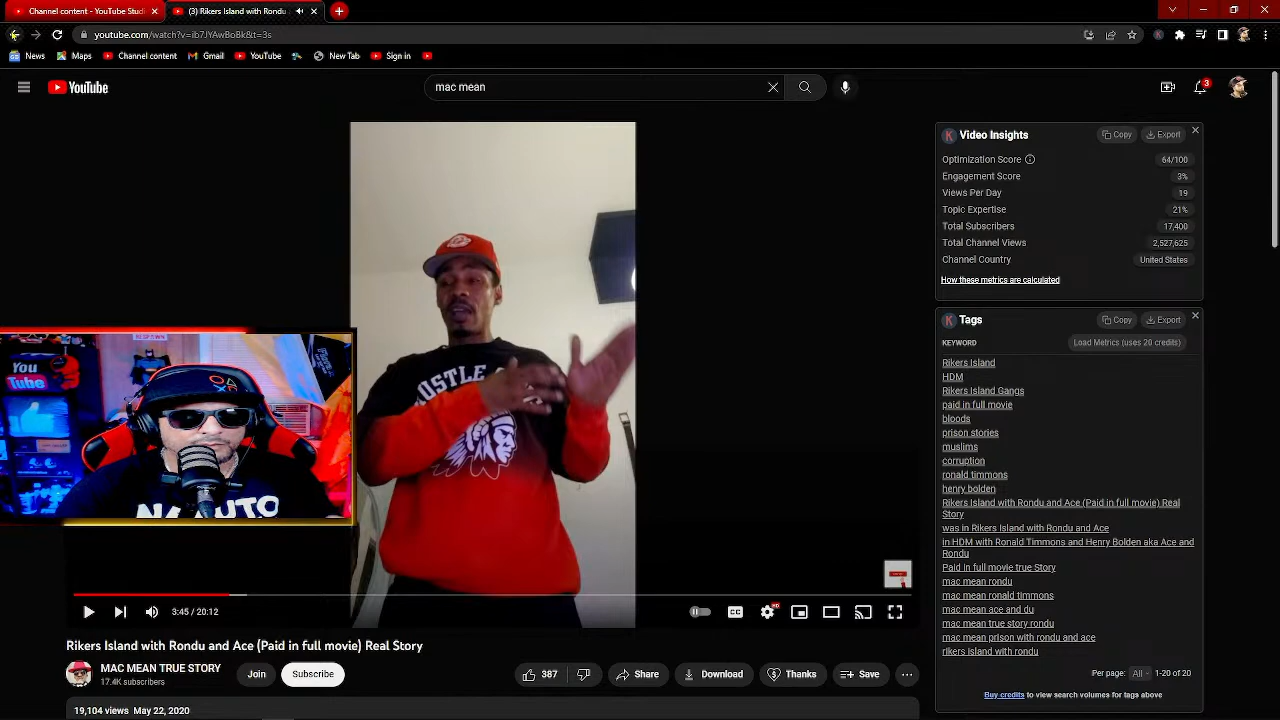 Channel content - YouTube Studi
(3) Rikers Island with Rondu
youtube.com/watch?v=ib7JYAwBoBk&t=3s
News
Maps
Channel content
Gmail
YouTube
New Tab
Sign in
YouTube
mac mean
3
HUSTLE
You
Tube
NAUTO
3:45 / 20:12
CC
HD
Rikers Island with Rondu and Ace (Paid in full movie) Real Story
MAC MEAN TRUE STORY
17.4K subscribers
Join
Subscribe
387
Share
Download
Thanks
Save
19,104 views May 22, 2020
K Video Insights
Copy
Export
Optimization Score 64/100
Engagement Score 3%
Views Per Day 19
Topic Expertise 21%
Total Subscribers 17,400
Total Channel Views 2,527,625
Channel Country United States
How these metrics are calculated
K Tags
Copy
Export
KEYWORD
Load Metrics (uses 20 credits)
Rikers Island
HDM
Rikers Island Gangs
paid in full movie
bloods
prison stories
muslims
corruption
ronald timmons
henry bolden
Rikers Island with Rondu and Ace (Paid in full movie) Real
Story
was in Rikers Island with Rondu and Ace
in HDM with Ronald Timmons and Henry Bolden aka Ace and
Rondu
Paid in full movie true Story
mac mean rondu
mac mean ronald timmons
mac mean ace and du
mac mean true story rondu
mac mean prison with rondu and ace
rikers island with rondu
Per page: All 1-20 of 20
Buy credits to view search volumes for tags above